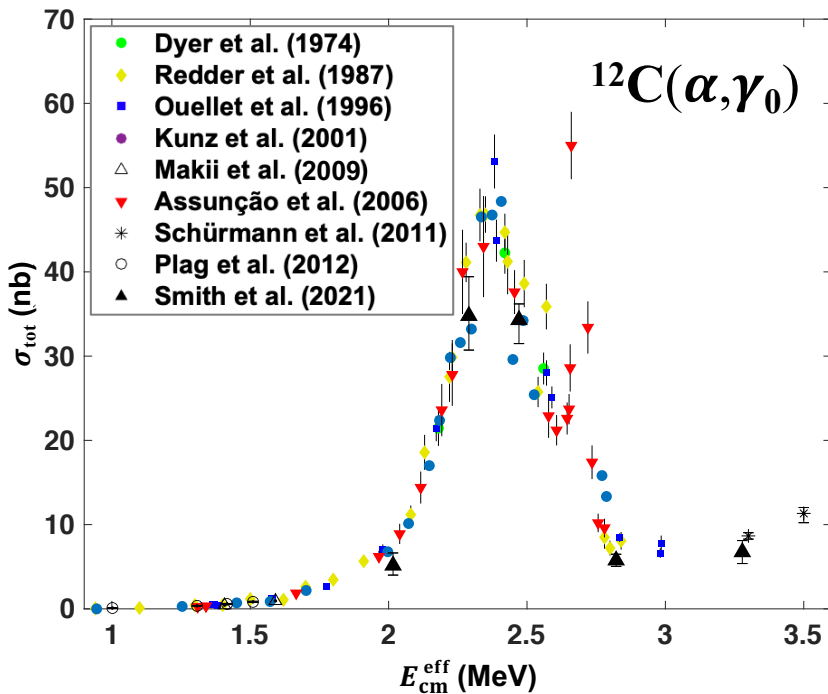 70
60
50
40
30
20
10
0
σtot (nb)
Dyer et al. (1974)
Redder et al. (1987)
Ouellet et al. (1996)
Kunz et al. (2001)
Makii et al. (2009)
Assunção et al. (2006)
Schürmann et al. (2011)
Plag et al. (2012)
Smith et al. (2021)
¹²C(α,γ₀)
1 1.5 2 2.5 3 3.5
E_cm^eff (MeV)